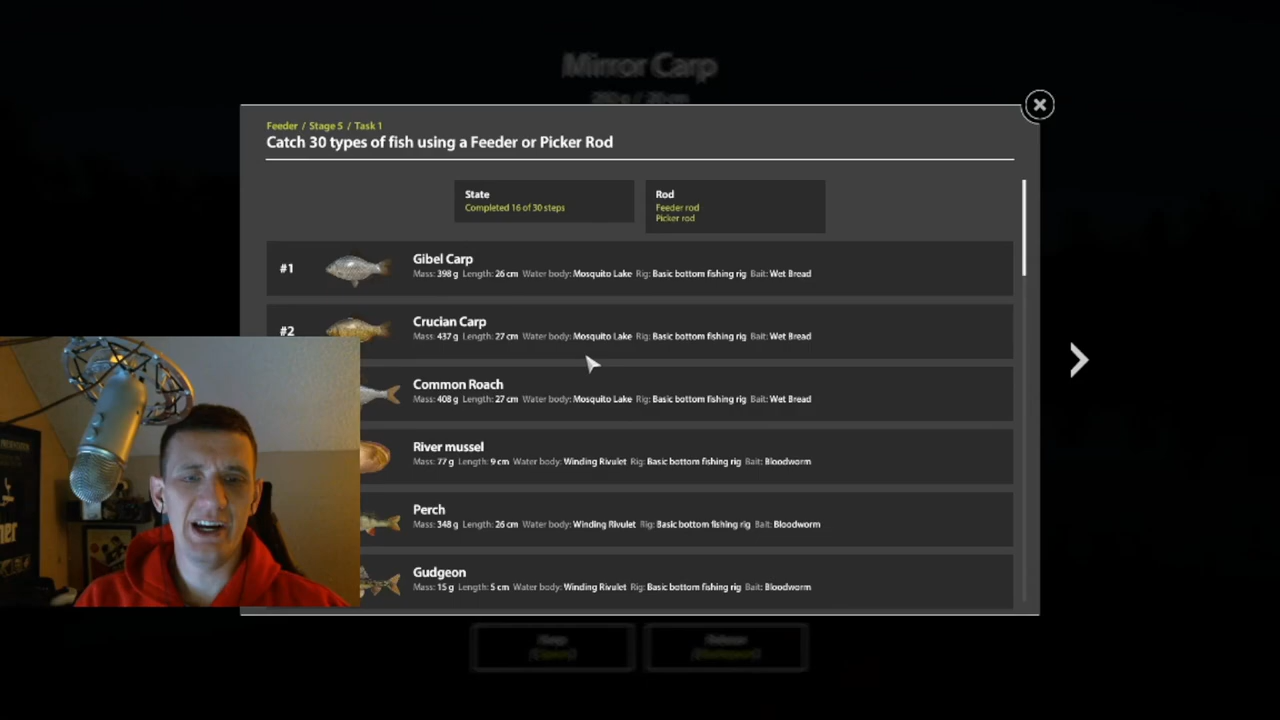 Mirror Carp
Feeder / Stage 5 / Task 1
Catch 30 types of fish using a Feeder or Picker Rod
State
Completed 16 of 30 steps
Rod
Feeder rod
Picker rod
#1
Gibel Carp
Mass: 398 g Length: 26 cm Water body: Mosquito Lake Rig: Basic bottom fishing rig Bait: Wet Bread
#2
Crucian Carp
Mass: 437 g Length: 27 cm Water body: Mosquito Lake Rig: Basic bottom fishing rig Bait: Wet Bread
Common Roach
Mass: 408 g Length: 27 cm Water body: Mosquito Lake Rig: Basic bottom fishing rig Bait: Wet Bread
River mussel
Mass: 77 g Length: 9 cm Water body: Winding Rivulet Rig: Basic bottom fishing rig Bait: Bloodworm
Perch
Mass: 348 g Length: 26 cm Water body: Winding Rivulet Rig: Basic bottom fishing rig Bait: Bloodworm
Gudgeon
Mass: 15 g Length: 5 cm Water body: Winding Rivulet Rig: Basic bottom fishing rig Bait: Bloodworm